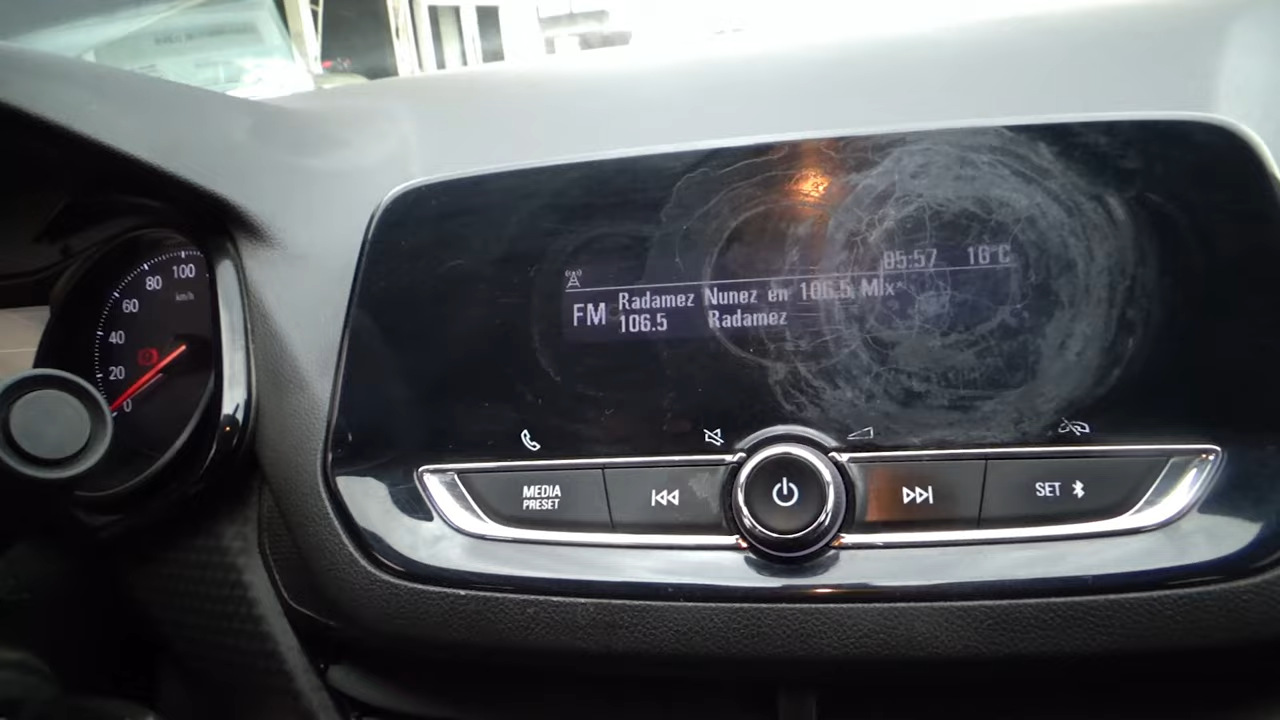 05:57 16°C
FM
Radamez Nunez en 106.5 Mix*
106.5 Radamez
MEDIA
PRESET
SET
100
80
km/h
60
40
20
0